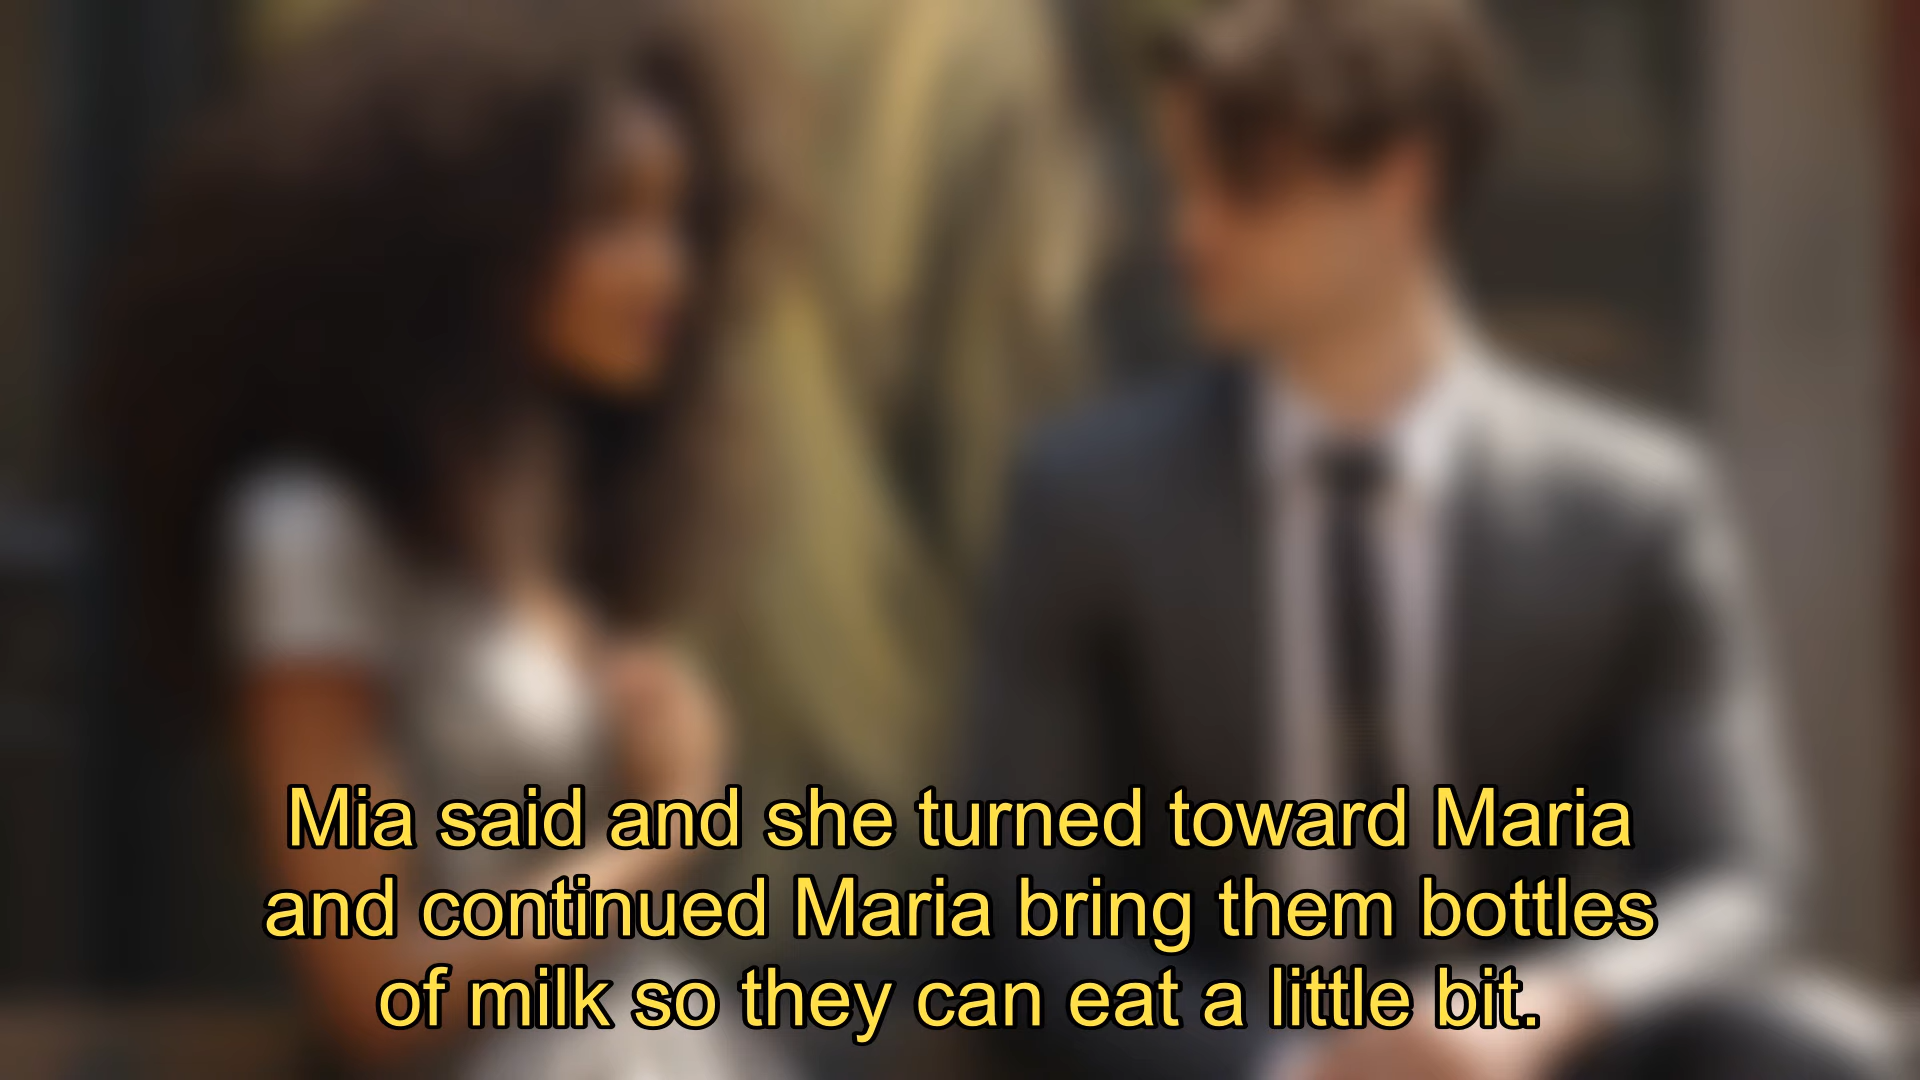 Mia said and she turned toward Maria
and continued Maria bring them bottles
of milk so they can eat a little bit.